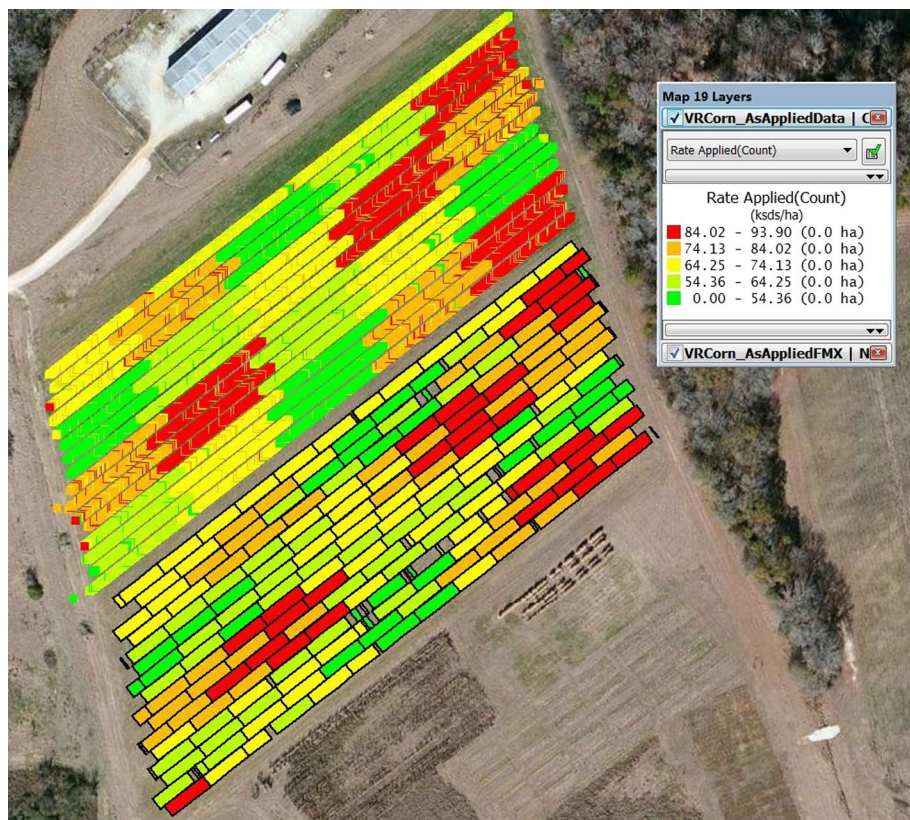 Map 19 Layers
VRCorn_AsAppliedData | C
Rate Applied(Count)
Rate Applied(Count)
(ksds/ha)
84.02 - 93.90 (0.0 ha)
74.13 - 84.02 (0.0 ha)
64.25 - 74.13 (0.0 ha)
54.36 - 64.25 (0.0 ha)
0.00 - 54.36 (0.0 ha)
VRCorn_AsAppliedFMX | N